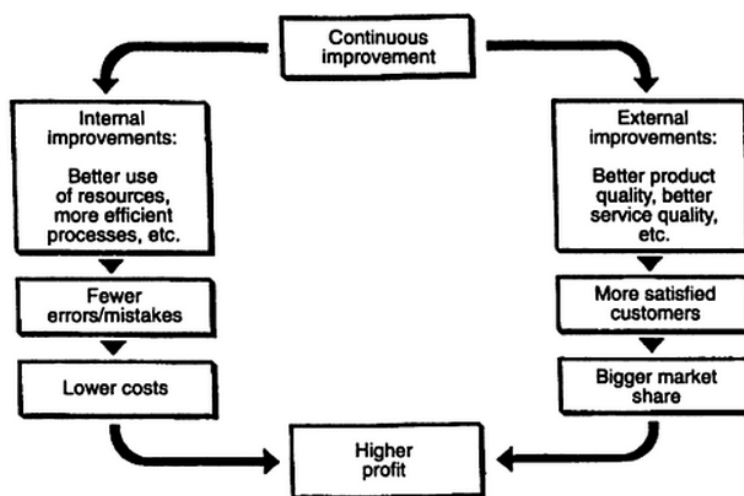 Continuous
improvement
Internal
improvements:
Better use
of resources,
more efficient
processes, etc.
Fewer
errors/mistakes
Lower costs
External
improvements:
Better product
quality, better
service quality,
etc.
More satisfied
customers
Bigger market
share
Higher
profit